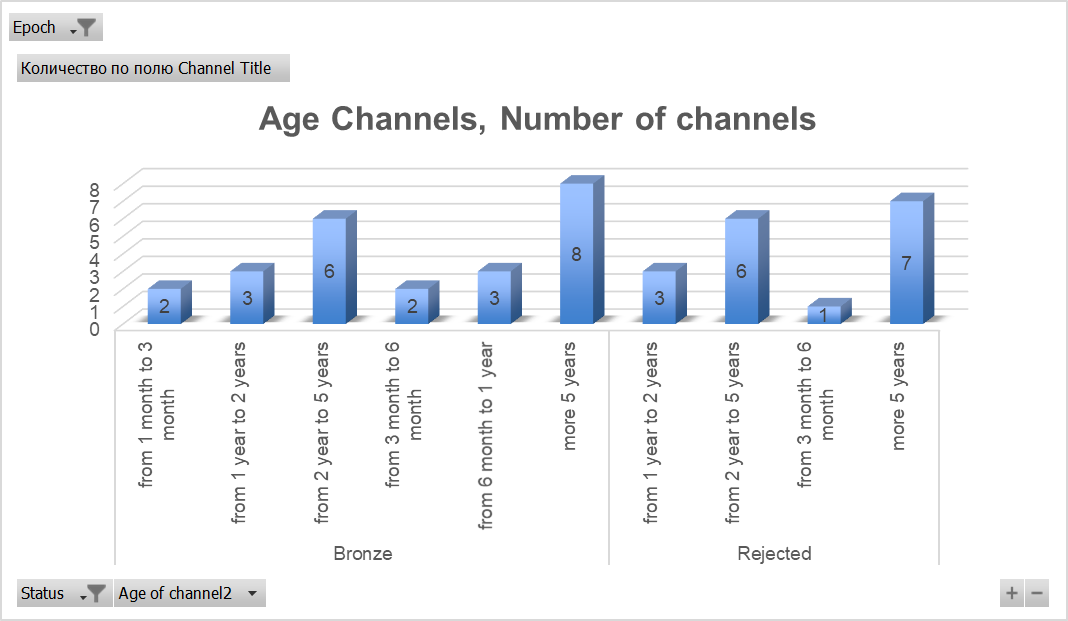 Epoch
Количество по полю Channel Title
Age Channels, Number of channels
8
7
6
5
4
3
2
1
0
2
3
6
2
3
8
3
6
1
7
from 1 month to 3
month
from 1 year to 2 years
from 2 year to 5 years
from 3 month to 6
month
from 6 month to 1 year
more 5 years
from 1 year to 2 years
from 2 year to 5 years
from 3 month to 6
month
more 5 years
Bronze
Rejected
Status
Age of channel2
+ −